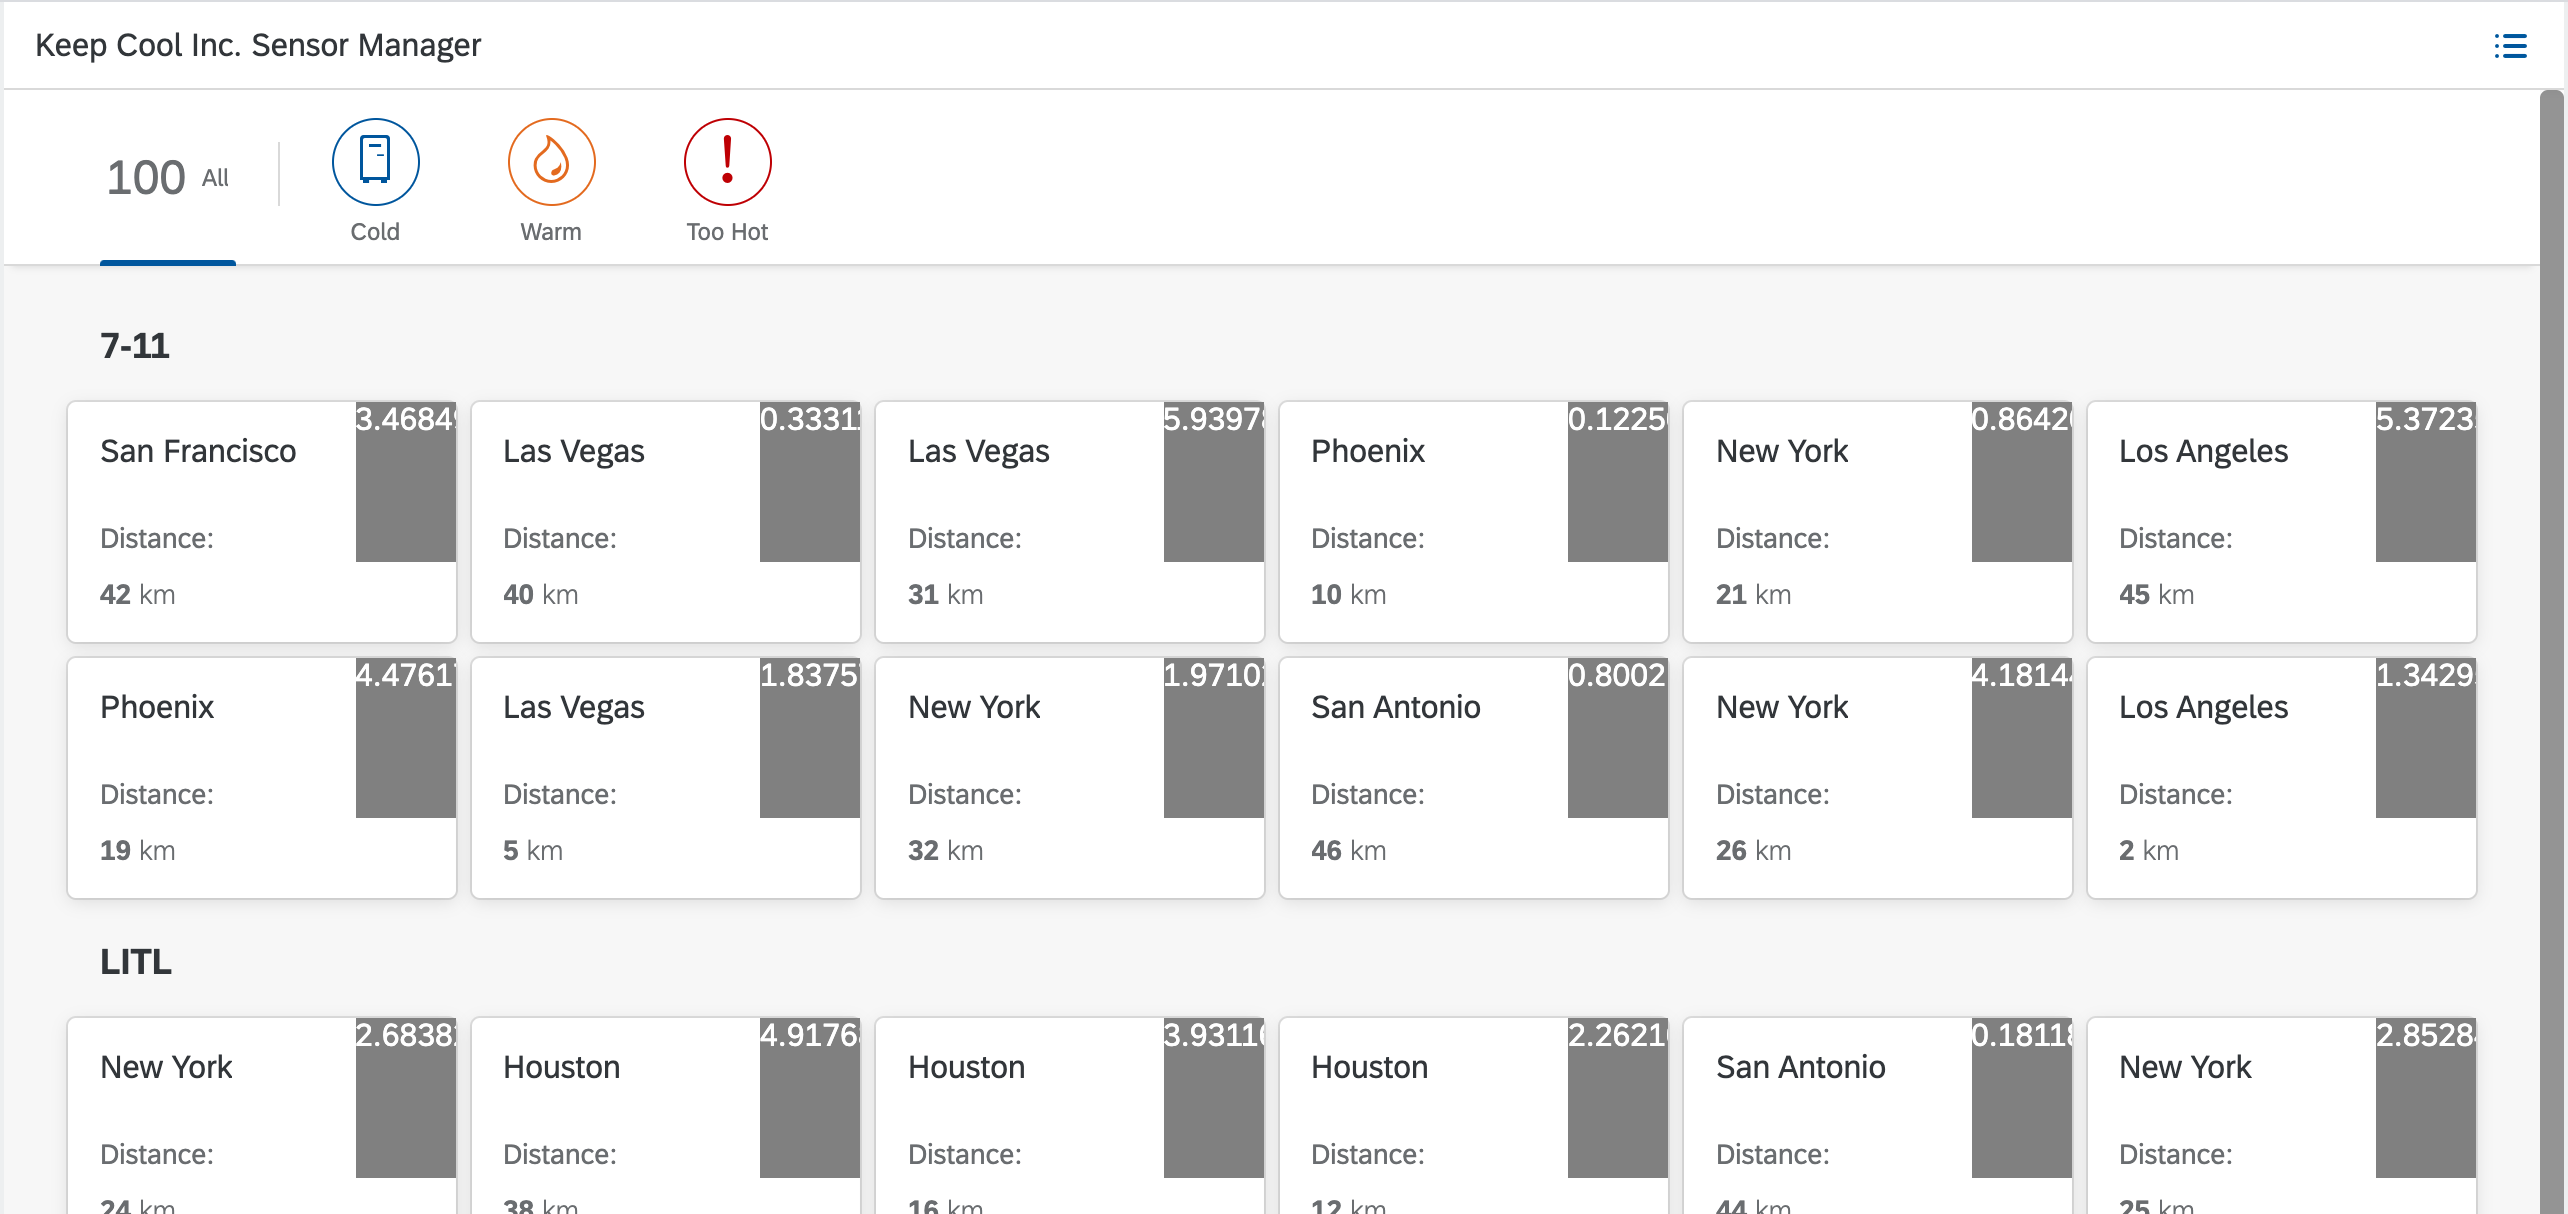 Keep Cool Inc. Sensor Manager
100 All
Cold
Warm
Too Hot
7-11
San Francisco
3.4684
Distance:
42 km
Las Vegas
0.3331
Distance:
40 km
Las Vegas
5.9397
Distance:
31 km
Phoenix
0.1225
Distance:
10 km
New York
0.8642
Distance:
21 km
Los Angeles
5.3723
Distance:
45 km
Phoenix
4.4761
Distance:
19 km
Las Vegas
1.8375
Distance:
5 km
New York
1.9710
Distance:
32 km
San Antonio
0.8002
Distance:
46 km
New York
4.1814
Distance:
26 km
Los Angeles
1.3429
Distance:
2 km
LITL
New York
2.6838
Distance:
24 km
Houston
4.9176
Distance:
38 km
Houston
3.9311
Distance:
16 km
Houston
2.2621
Distance:
12 km
San Antonio
0.1811
Distance:
44 km
New York
2.8528
Distance:
25 km